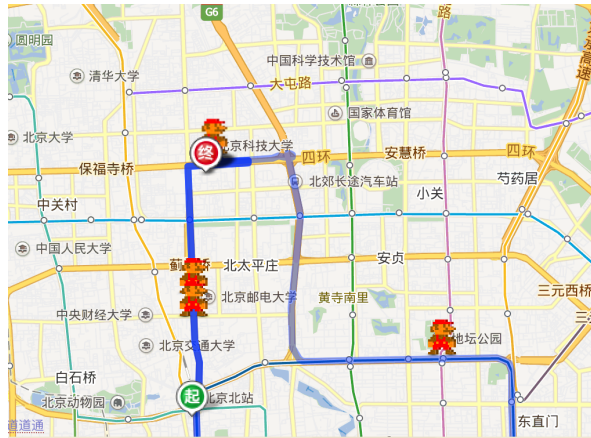 路
G6
圆明园
中国科学技术馆
清华大学
大屯路
国家体育馆
北京大学
北京科技大学
终
四环
安慧桥
四环
保福寺桥
北郊长途汽车站
芍药居
小关
中关村
中国人民大学
北太平庄
安贞
三元西桥
北京邮电大学
黄寺南里
中央财经大学
地坛公园
北京交通大学
白石桥
起
北京北站
北京动物园
东直门
道道通